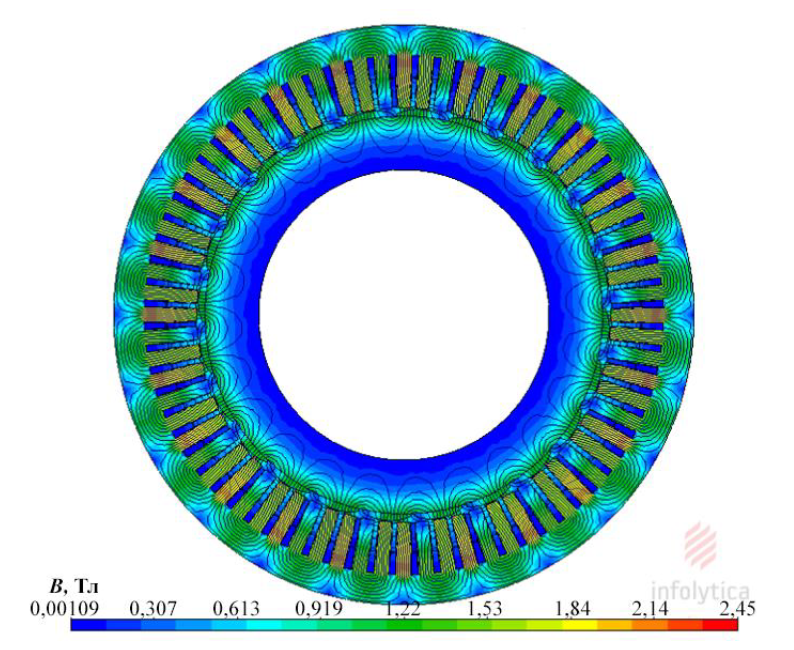 infolytica
B, Тл
0,00109 0,307 0,613 0,919 1,22 1,53 1,84 2,14 2,45